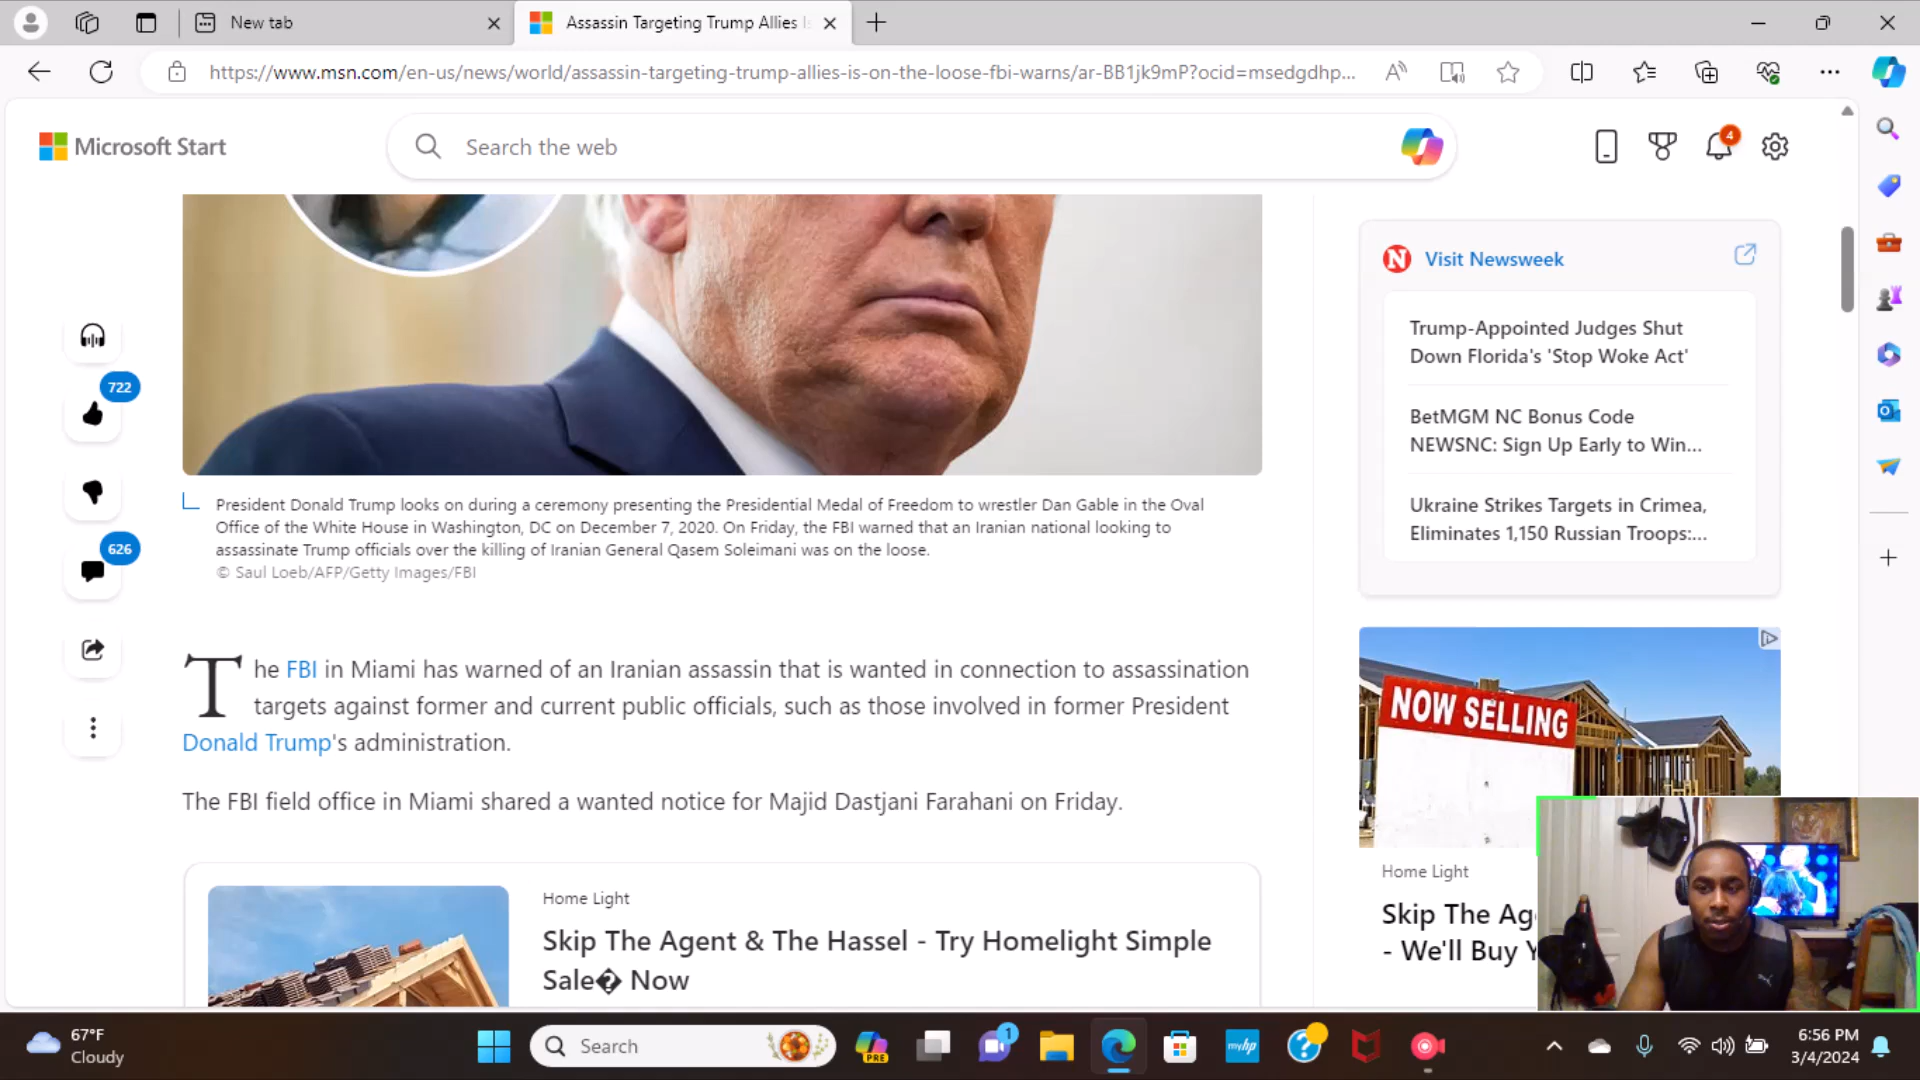 New tab
Assassin Targeting Trump Allies Is
https://www.msn.com/en-us/news/world/assassin-targeting-trump-allies-is-on-the-loose-fbi-warns/ar-BB1jk9mP?ocid=msedgdhp...
Microsoft Start
Search the web
4
Visit Newsweek
Trump-Appointed Judges Shut
Down Florida's 'Stop Woke Act'
BetMGM NC Bonus Code
NEWSNC: Sign Up Early to Win...
Ukraine Strikes Targets in Crimea,
Eliminates 1,150 Russian Troops:...
722
626
President Donald Trump looks on during a ceremony presenting the Presidential Medal of Freedom to wrestler Dan Gable in the Oval
Office of the White House in Washington, DC on December 7, 2020. On Friday, the FBI warned that an Iranian national looking to
assassinate Trump officials over the killing of Iranian General Qasem Soleimani was on the loose.
© Saul Loeb/AFP/Getty Images/FBI
The FBI in Miami has warned of an Iranian assassin that is wanted in connection to assassination
targets against former and current public officials, such as those involved in former President
Donald Trump's administration.
The FBI field office in Miami shared a wanted notice for Majid Dastjani Farahani on Friday.
Home Light
Skip The Agent & The Hassel - Try Homelight Simple
Sale� Now
NOW SELLING
Home Light
Skip The Ag
- We'll Buy Y
67°F
Cloudy
Search
PRE
1
myhp
6:56 PM
3/4/2024